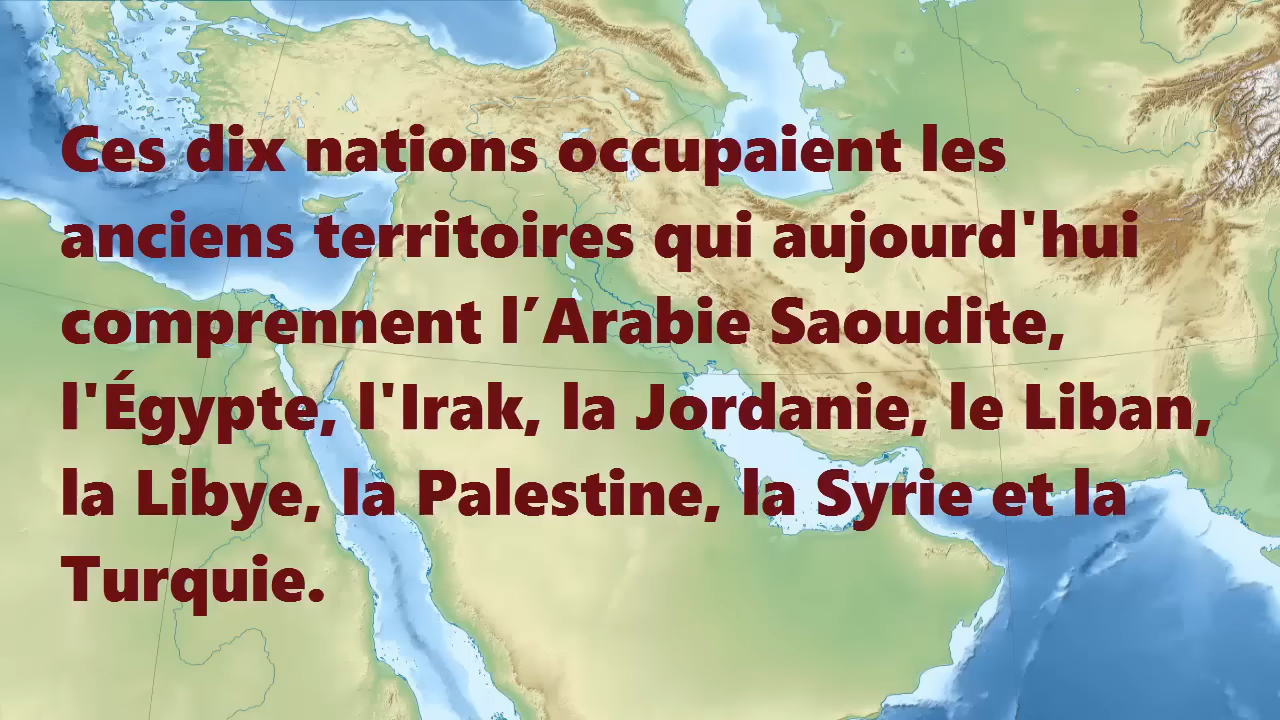 Ces dix nations occupaient les
anciens territoires qui aujourd'hui
comprennent l’Arabie Saoudite,
l'Égypte, l'Irak, la Jordanie, le Liban,
la Libye, la Palestine, la Syrie et la
Turquie.